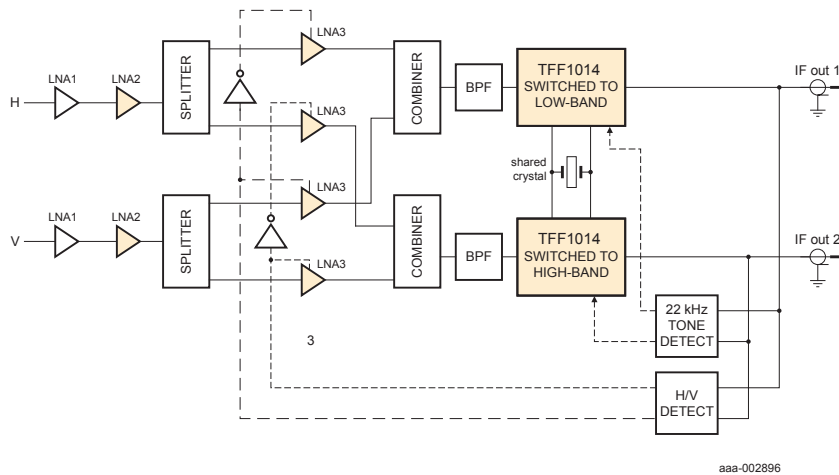 LNA3
TFF1014
SWITCHED TO
LOW-BAND
IF out 1
LNA1
LNA2
H
SPLITTER
COMBINER
BPF
LNA3
shared
crystal
LNA1
LNA2
LNA3
V
SPLITTER
COMBINER
BPF
TFF1014
SWITCHED TO
HIGH-BAND
IF out 2
LNA3
22 kHz
TONE
DETECT
3
H/V
DETECT
aaa-002896